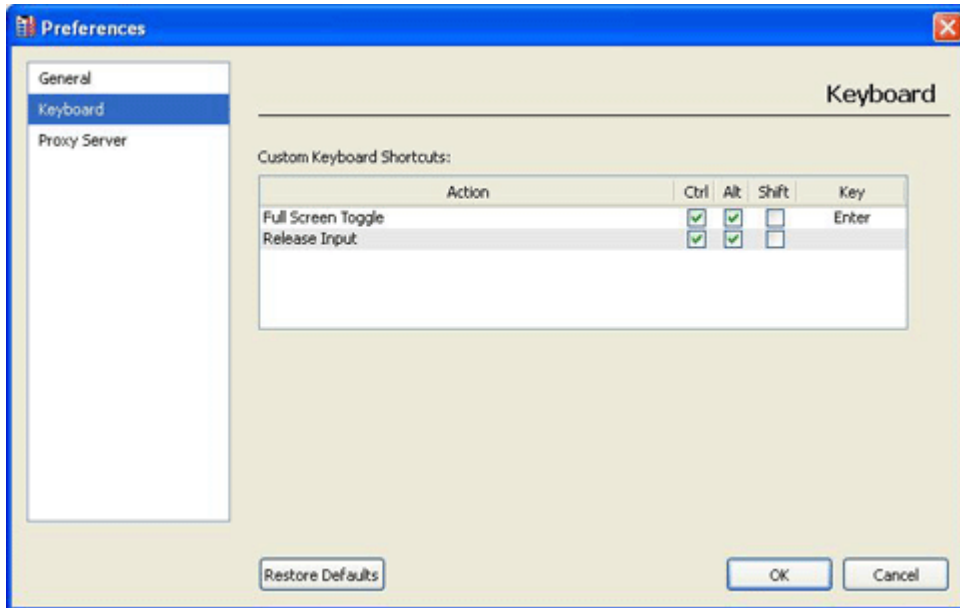 Preferences
General
Keyboard
Proxy Server
Keyboard
Custom Keyboard Shortcuts:
Action Ctrl Alt Shift Key
Full Screen Toggle Enter
Release Input
Restore Defaults OK Cancel